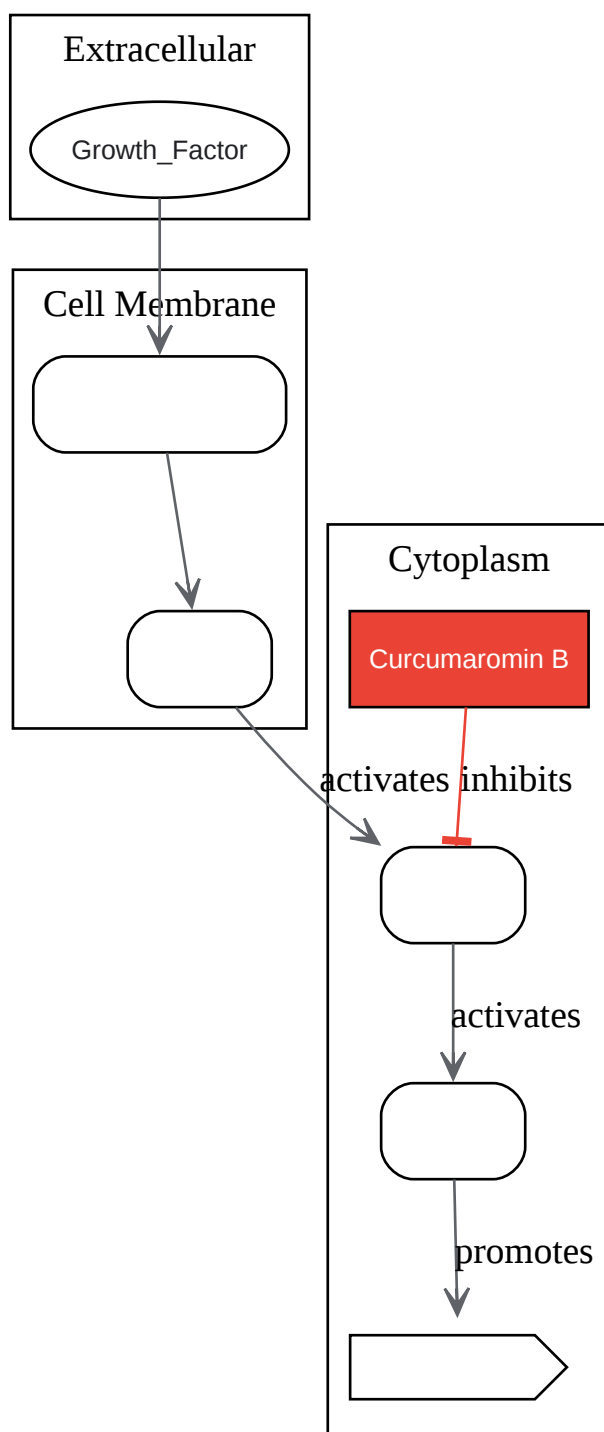 Extracellular
Growth_Factor
Cell Membrane
Cytoplasm
Curcumaromin B
activates
inhibits
activates
promotes